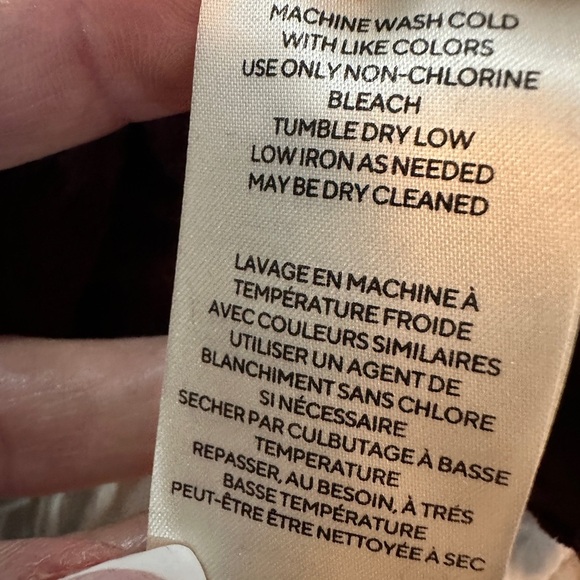 MACHINE WASH COLD
WITH LIKE COLORS
USE ONLY NON-CHLORINE
BLEACH
TUMBLE DRY LOW
LOW IRON AS NEEDED
MAY BE DRY CLEANED
LAVAGE EN MACHINE À
TEMPÉRATURE FROIDE
AVEC COULEURS SIMILAIRES
UTILISER UN AGENT DE
BLANCHIMENT SANS CHLORE
SI NÉCESSAIRE
SECHER PAR CULBUTAGE À BASSE
TEMPERATURE
REPASSER, AU BESOIN, À TRÉS
BASSE TEMPÉRATURE
PEUT-ÊTRE ÊTRE NETTOYÉE À SEC